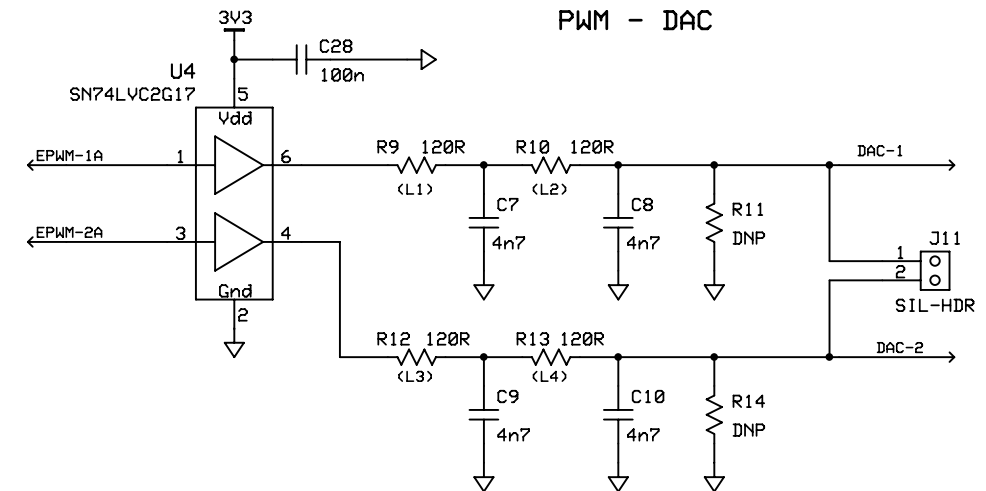 PWM - DAC
3V3
C28
100n
U4
SN74LVC2G17
5
Vdd
EPWM-1A
1
6
R9 120R
(L1)
R10 120R
(L2)
DAC-1
C7
4n7
C8
4n7
R11
DNP
EPWM-2A
3
4
J11
1
2
SIL-HDR
Gnd
2
R12 120R
(L3)
R13 120R
(L4)
DAC-2
C9
4n7
C10
4n7
R14
DNP